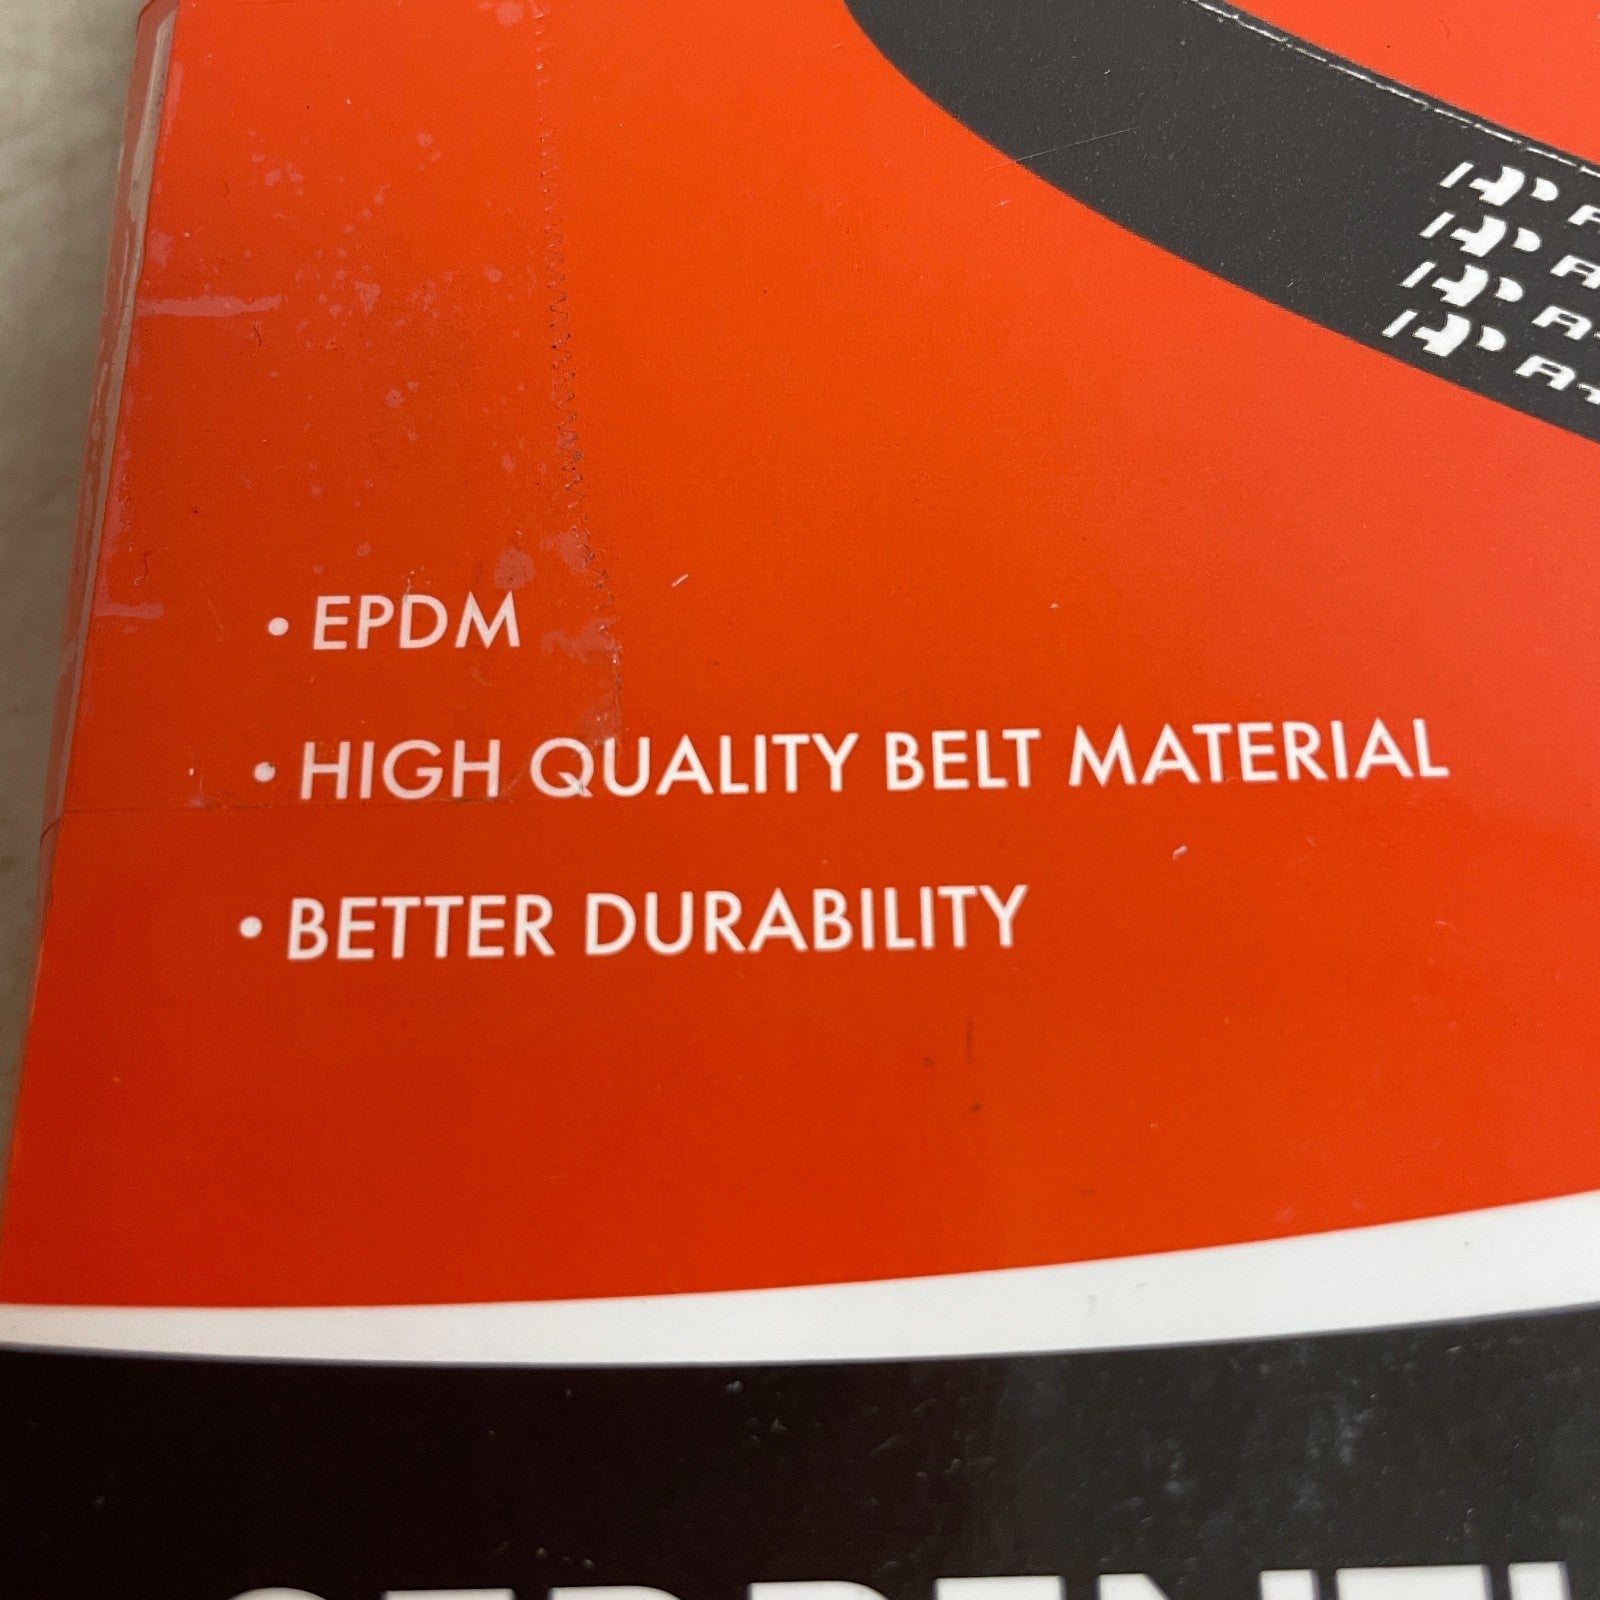 • EPDM
• HIGH QUALITY BELT MATERIAL
• BETTER DURABILITY